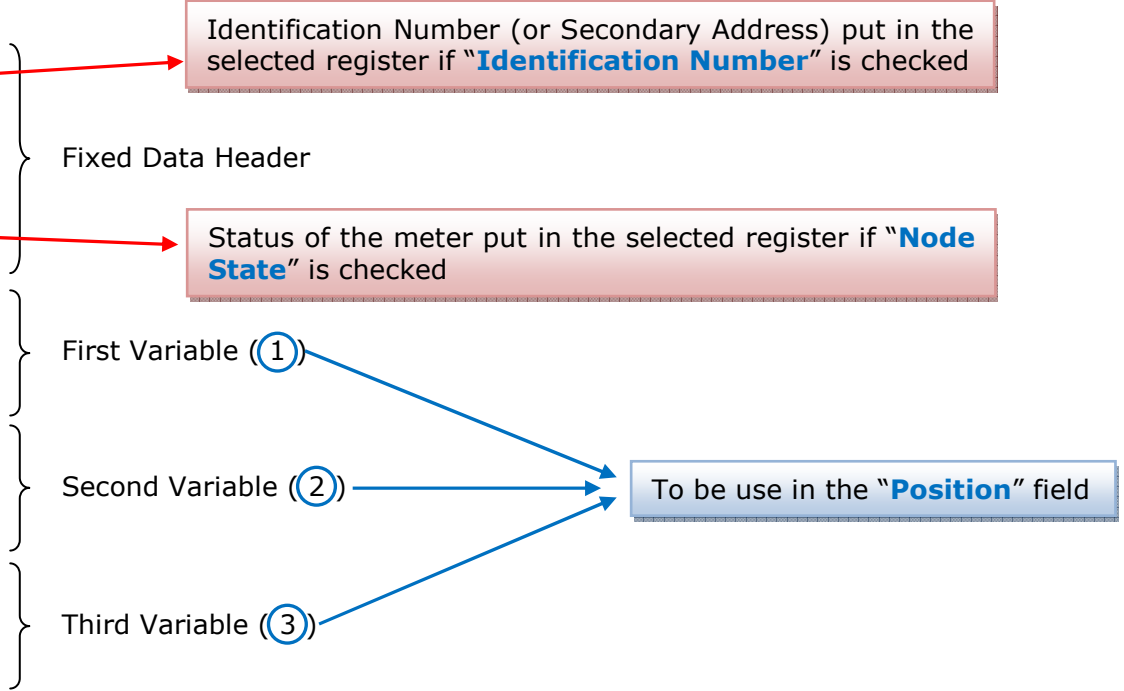 Identification Number (or Secondary Address) put in the
selected register if “Identification Number” is checked
Fixed Data Header
Status of the meter put in the selected register if “Node
State” is checked
First Variable (1)
Second Variable (2)
To be use in the “Position” field
Third Variable (3)